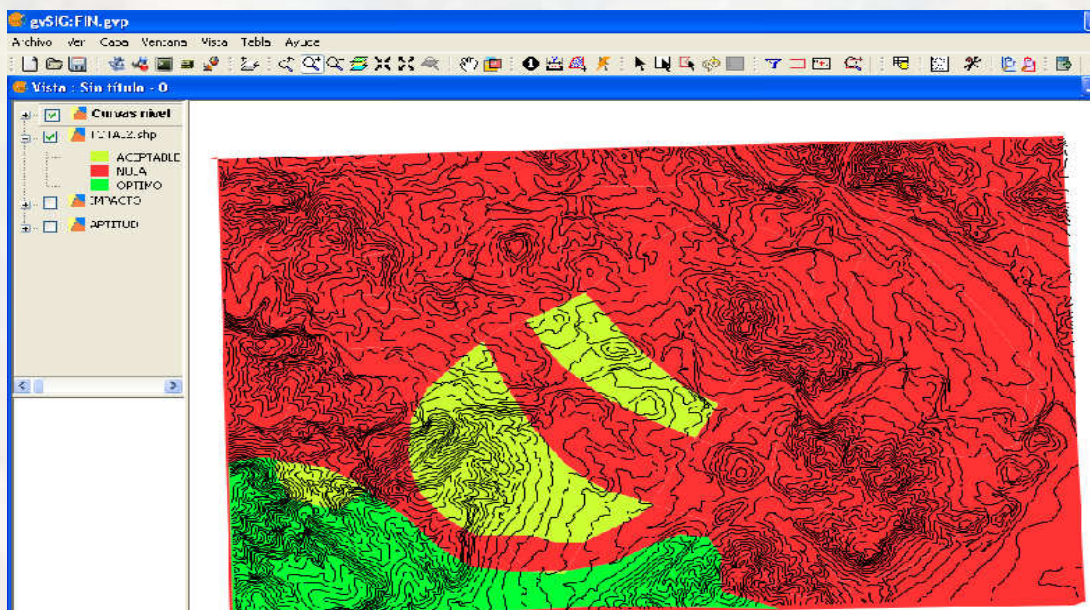 gvSIG:FIN.gvp
Archivo Ver Capa Ventana Vista Tabla Ayuda
Vista : Sin título - 0
Curvas nivel
ACEPTABLE
NULA
OPTIMO
IMPACTO
APTITUD